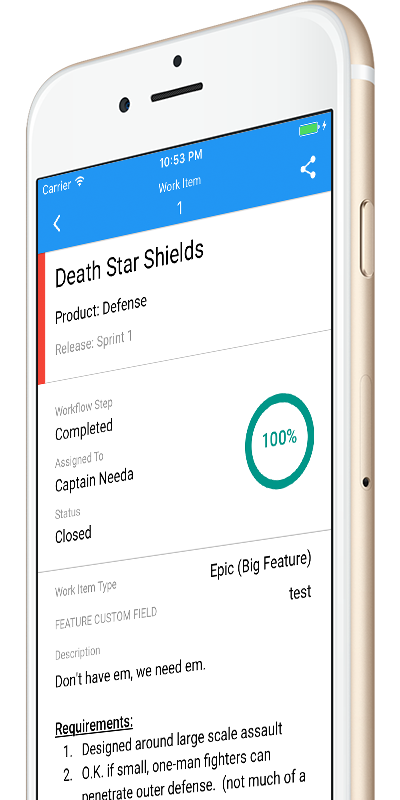 Carrier 10:53 PM
Work Item
1
Death Star Shields
Product: Defense
Release: Sprint 1
Workflow Step
Completed
100%
Assigned To
Captain Needa
Status
Closed
Work Item Type Epic (Big Feature)
FEATURE CUSTOM FIELD test
Description
Don't have em, we need em.
Requirements:
1. Designed around large scale assault
2. O.K. if small, one-man fighters can
penetrate outer defense. (not much of a